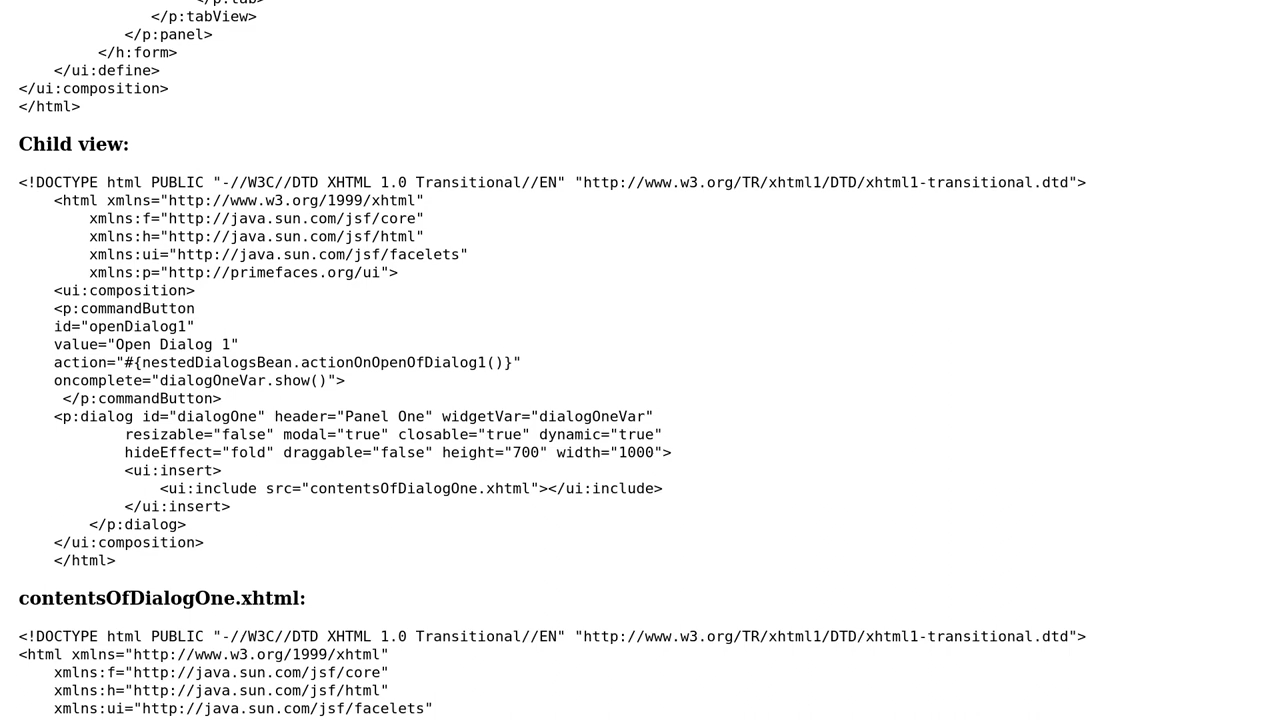 </p:tab>
</p:tabView>
</p:panel>
</h:form>
</ui:define>
</ui:composition>
</html>
Child view:
<!DOCTYPE html PUBLIC "-//W3C//DTD XHTML 1.0 Transitional//EN" "http://www.w3.org/TR/xhtml1/DTD/xhtml1-transitional.dtd">
<html xmlns="http://www.w3.org/1999/xhtml"
xmlns:f="http://java.sun.com/jsf/core"
xmlns:h="http://java.sun.com/jsf/html"
xmlns:ui="http://java.sun.com/jsf/facelets"
xmlns:p="http://primefaces.org/ui">
<ui:composition>
<p:commandButton
id="openDialog1"
value="Open Dialog 1"
action="#{nestedDialogsBean.actionOnOpenOfDialog1()}"
oncomplete="dialogOneVar.show()">
</p:commandButton>
<p:dialog id="dialogOne" header="Panel One" widgetVar="dialogOneVar"
resizable="false" modal="true" closable="true" dynamic="true"
hideEffect="fold" draggable="false" height="700" width="1000">
<ui:insert>
<ui:include src="contentsOfDialogOne.xhtml"></ui:include>
</ui:insert>
</p:dialog>
</ui:composition>
</html>
contentsOfDialogOne.xhtml:
<!DOCTYPE html PUBLIC "-//W3C//DTD XHTML 1.0 Transitional//EN" "http://www.w3.org/TR/xhtml1/DTD/xhtml1-transitional.dtd">
<html xmlns="http://www.w3.org/1999/xhtml"
xmlns:f="http://java.sun.com/jsf/core"
xmlns:h="http://java.sun.com/jsf/html"
xmlns:ui="http://java.sun.com/jsf/facelets"